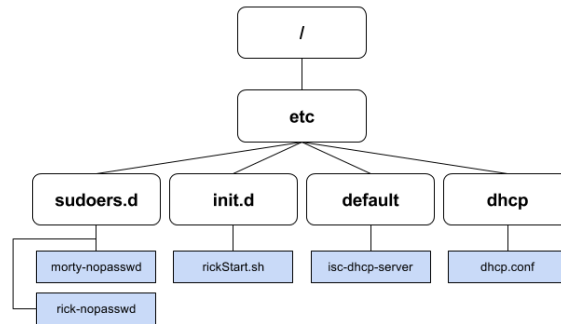 /
etc
sudoers.d
init.d
default
dhcp
morty-nopasswd
rickStart.sh
isc-dhcp-server
dhcp.conf
rick-nopasswd